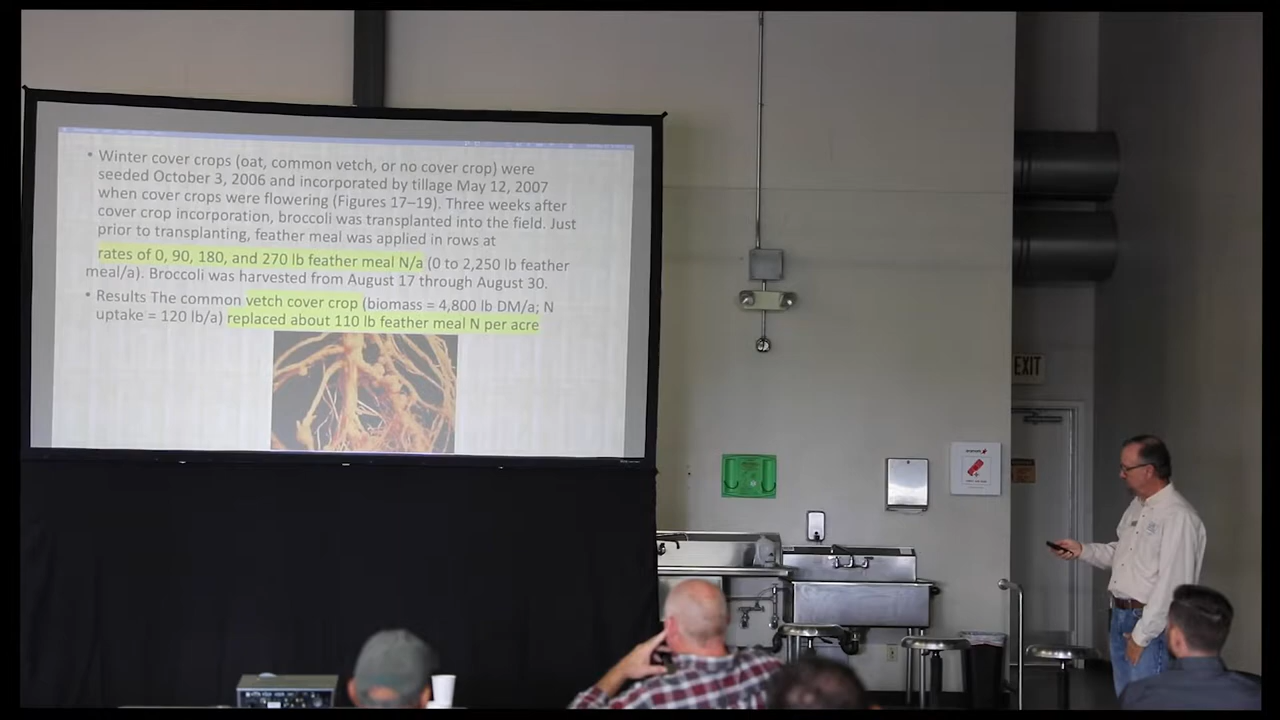 • Winter cover crops (oat, common vetch, or no cover crop) were
seeded October 3, 2006 and incorporated by tillage May 12, 2007
when cover crops were flowering (Figures 17–19). Three weeks after
cover crop incorporation, broccoli was transplanted into the field. Just
prior to transplanting, feather meal was applied in rows at
rates of 0, 90, 180, and 270 lb feather meal N/a (0 to 2,250 lb feather
meal/a). Broccoli was harvested from August 17 through August 30.
• Results The common vetch cover crop (biomass = 4,800 lb DM/a; N
uptake = 120 lb/a) replaced about 110 lb feather meal N per acre
EXIT